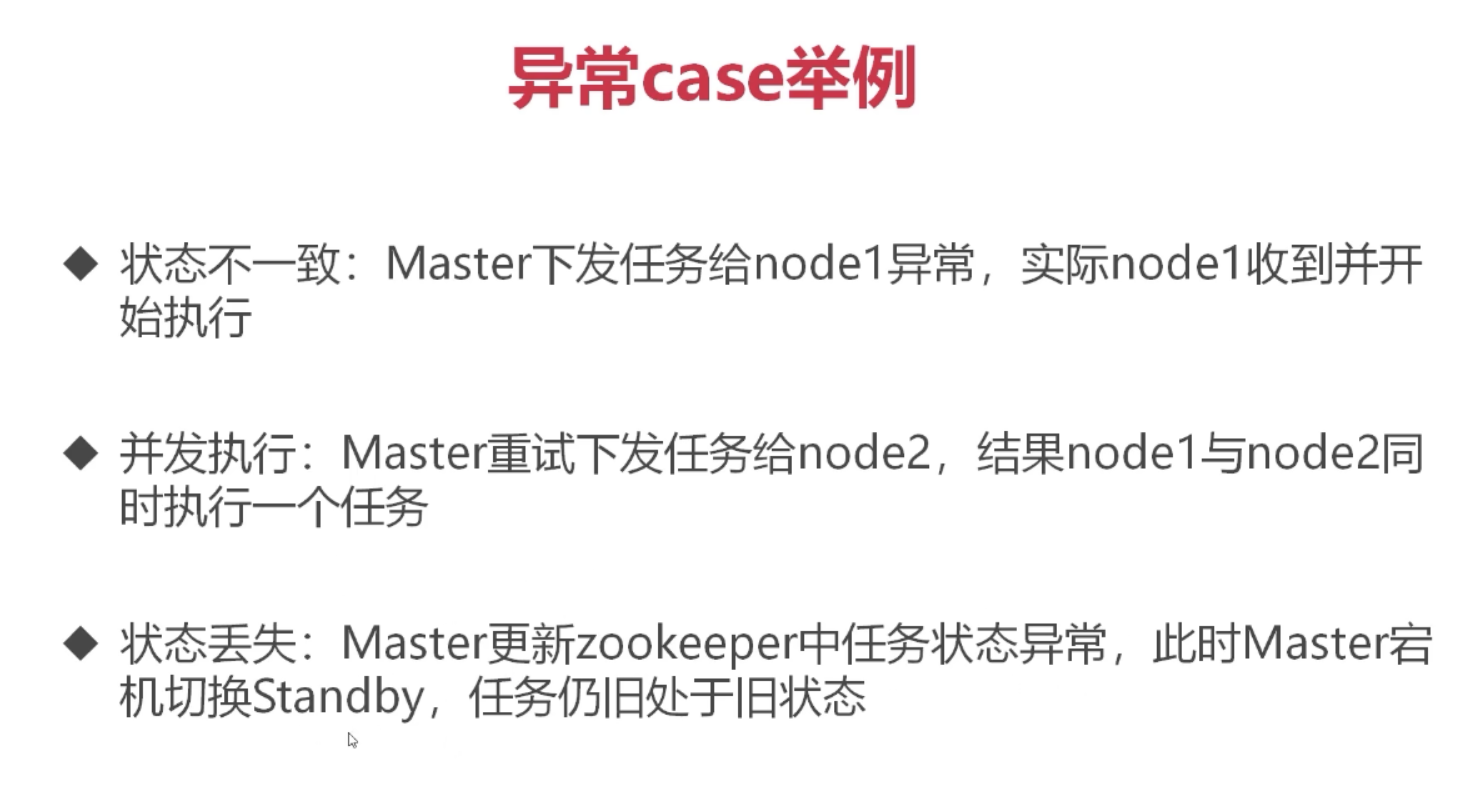 异常case举例
◆ 状态不一致：Master下发任务给node1异常，实际node1收到并开
始执行
◆ 并发执行：Master重试下发任务给node2，结果node1与node2同
时执行一个任务
◆ 状态丢失：Master更新zookeeper中任务状态异常，此时Master宕
机切换Standby，任务仍旧处于旧状态